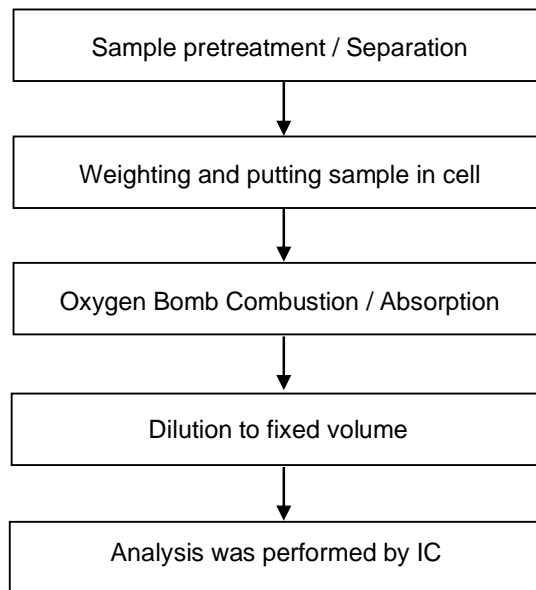 Sample pretreatment / Separation
Weighting and putting sample in cell
Oxygen Bomb Combustion / Absorption
Dilution to fixed volume
Analysis was performed by IC